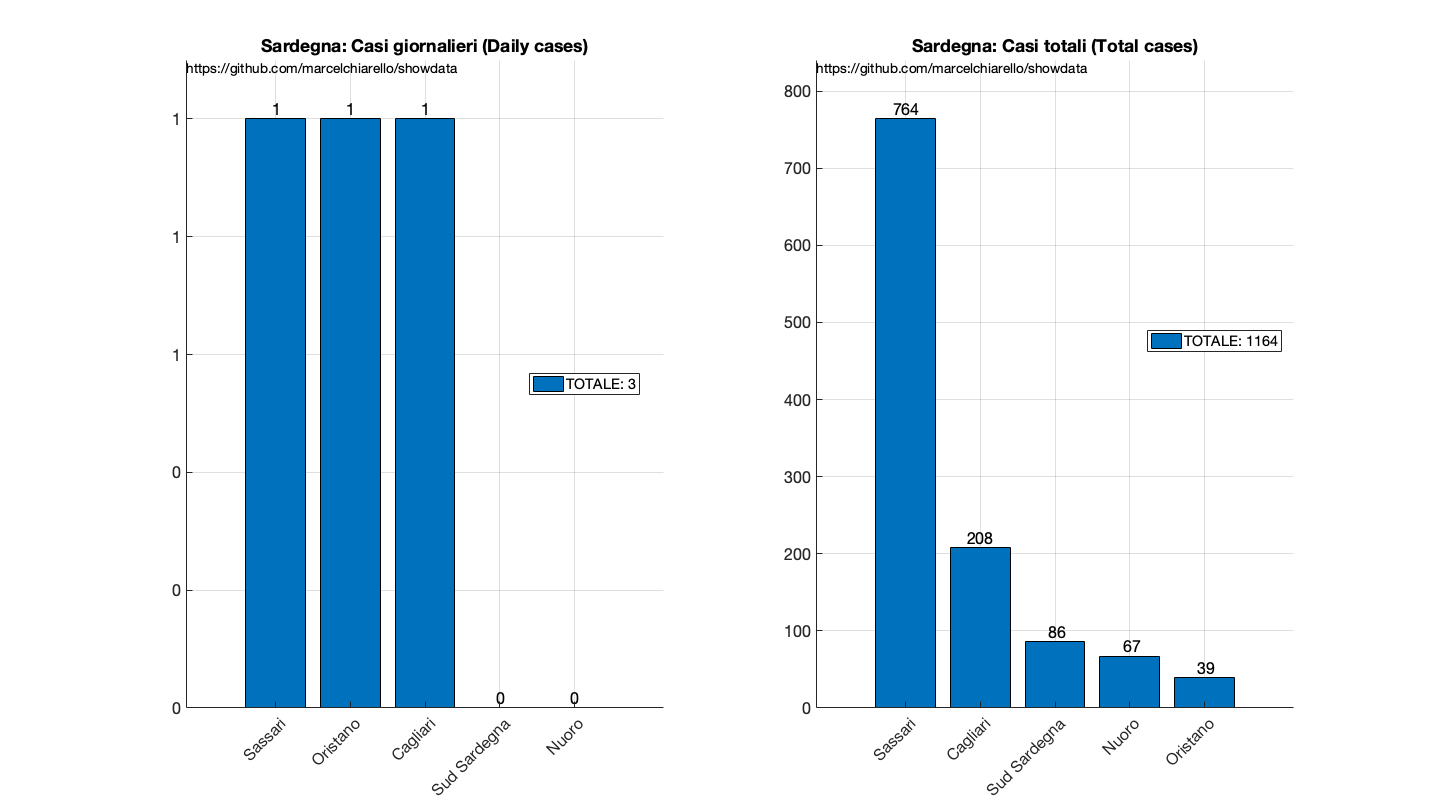 Sardegna: Casi giornalieri (Daily cases)
https://github.com/marcelchiarello/showdata
1
1
1
0
0
0
1
1
1
0
0
TOTALE: 3
Sassari
Oristano
Cagliari
Sud Sardegna
Nuoro
Sardegna: Casi totali (Total cases)
https://github.com/marcelchiarello/showdata
800
700
600
500
400
300
200
100
0
764
208
86
67
39
TOTALE: 1164
Sassari
Cagliari
Sud Sardegna
Nuoro
Oristano